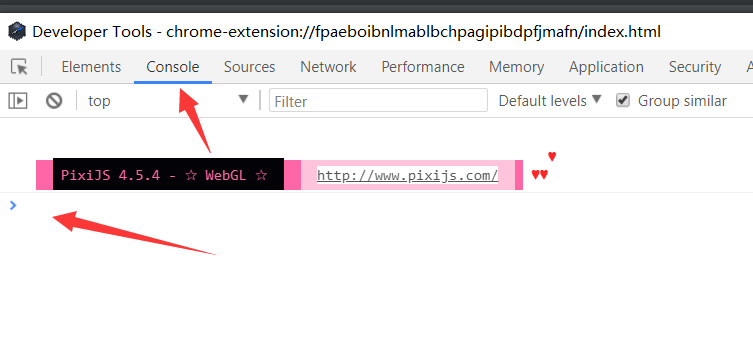 Developer Tools - chrome-extension://fpaeboibnlmablbchpagipibdpfjmafn/index.html
Elements Console Sources Network Performance Memory Application Security
top Filter Default levels ▼ Group similar
PixiJS 4.5.4 - ☆ WebGL ☆ http://www.pixijs.com/ ♥♥♥